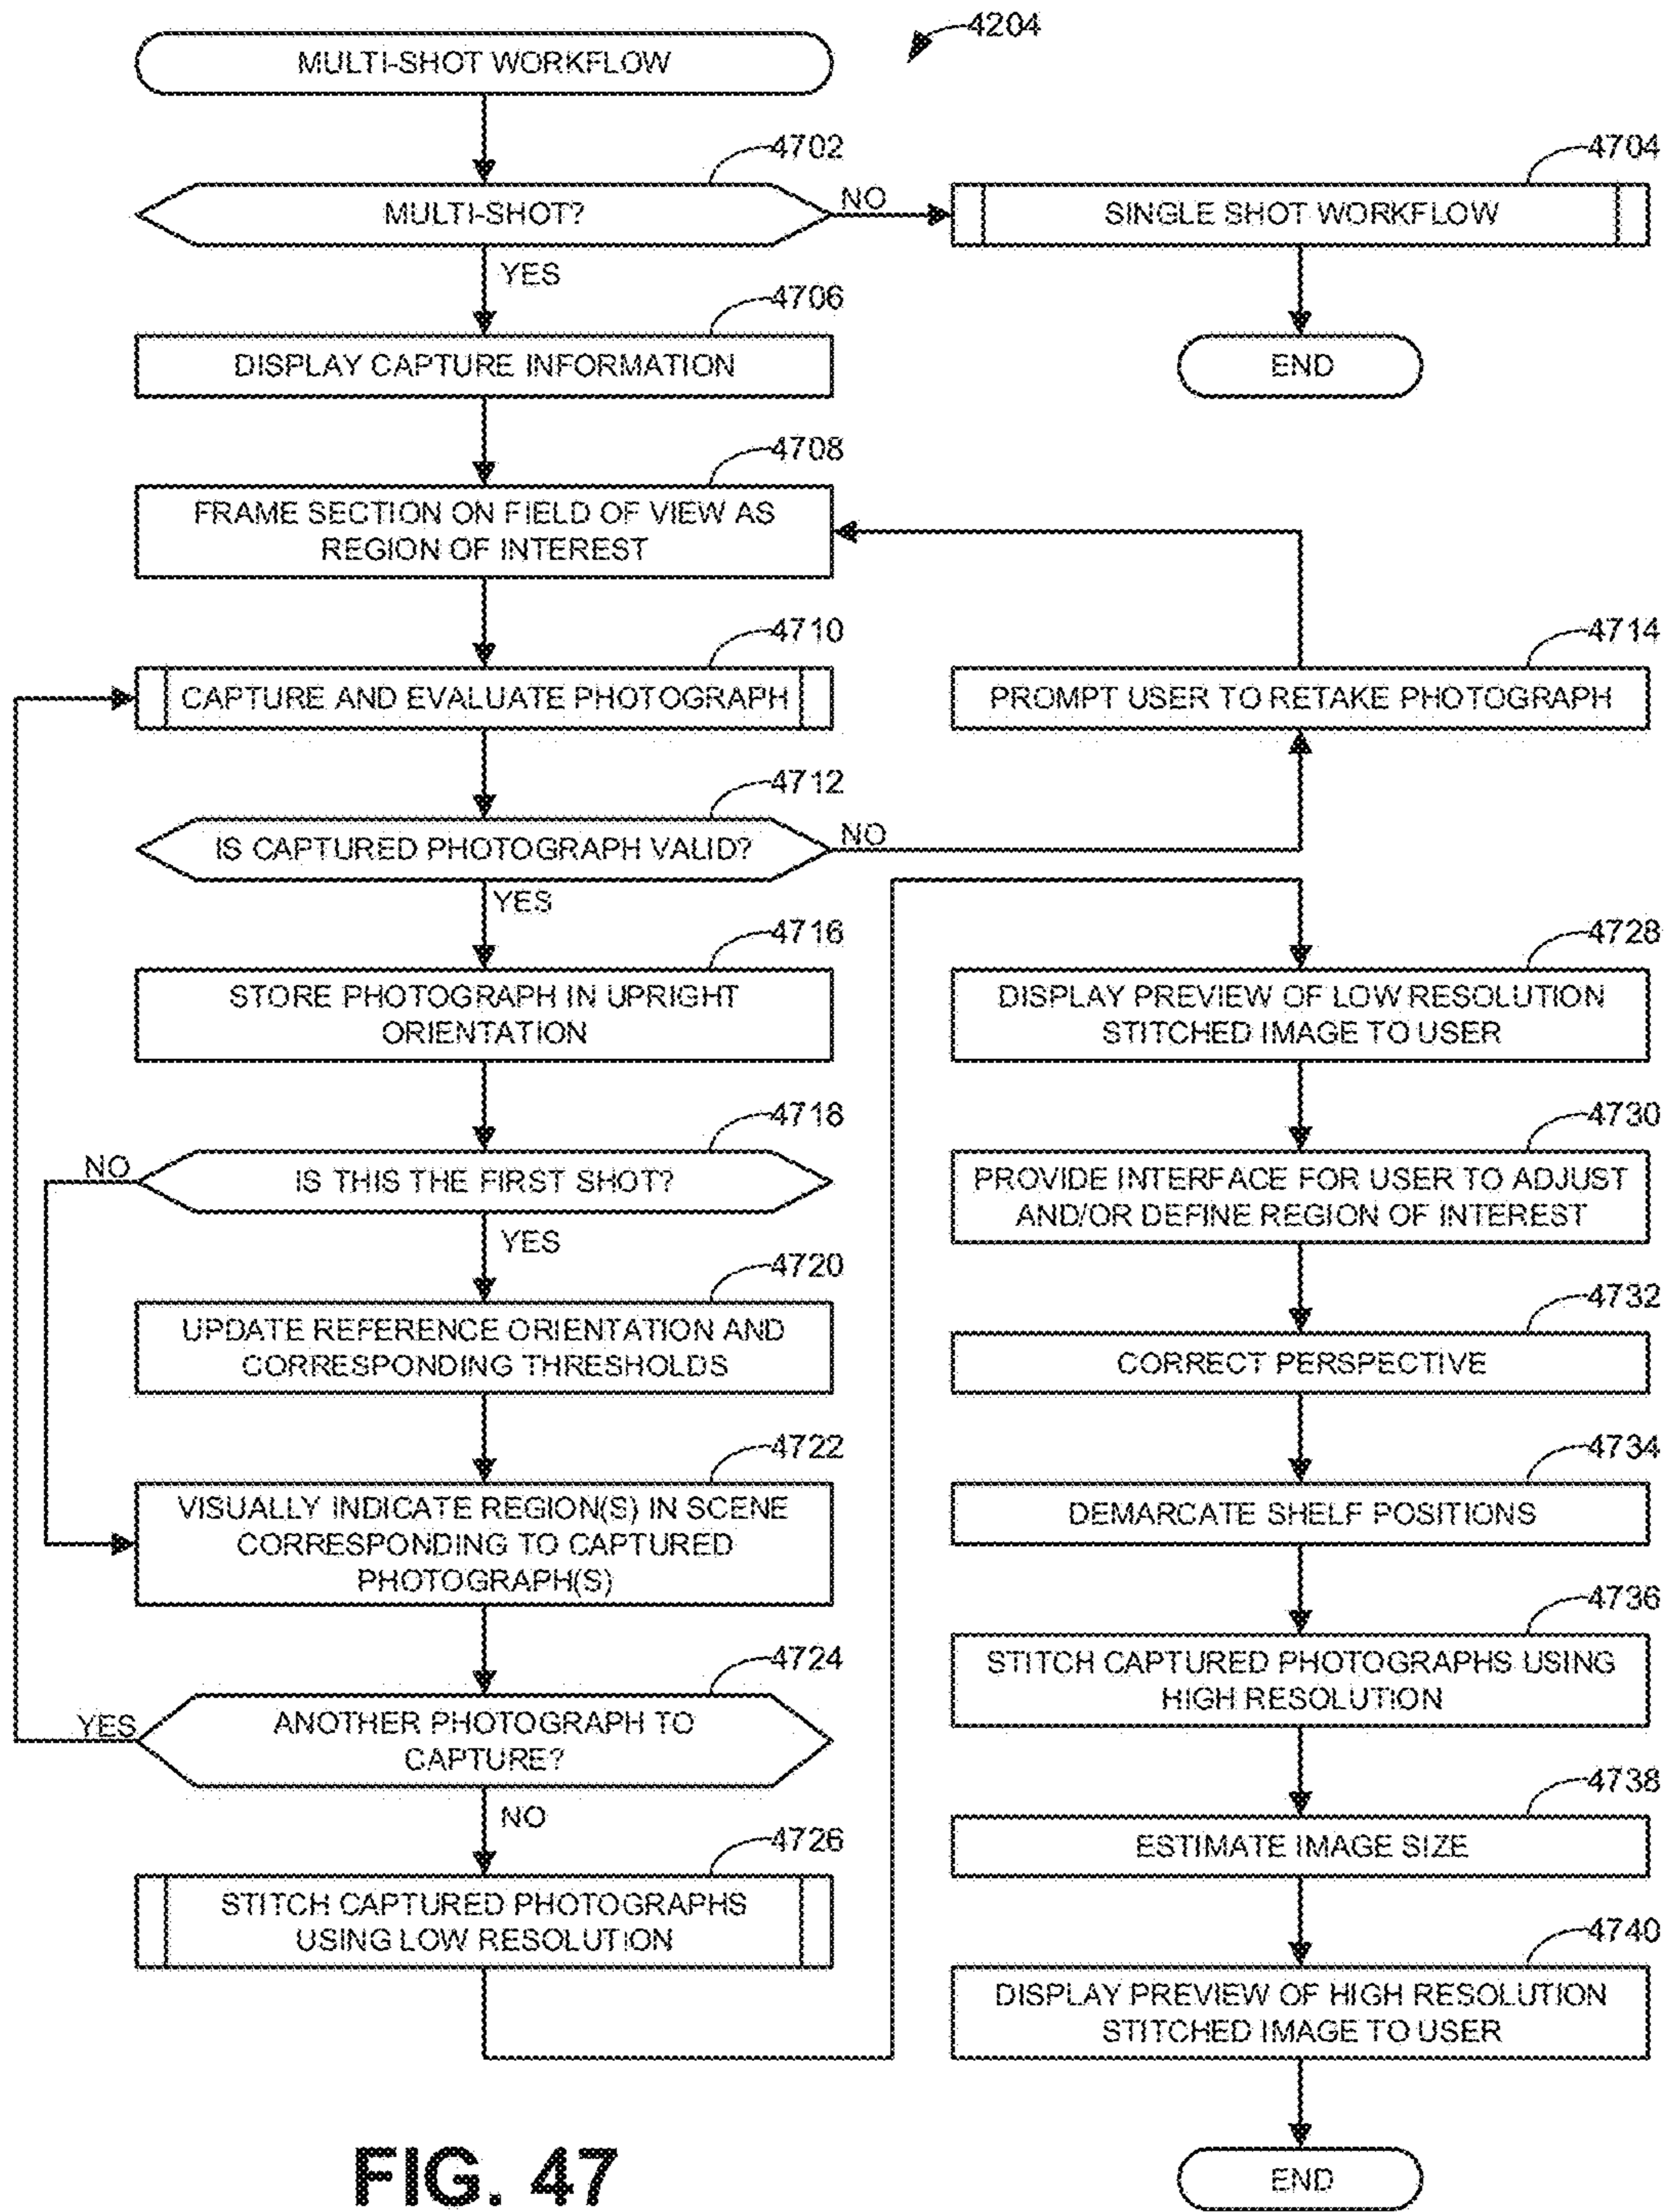 4204
MULTI-SHOT WORKFLOW
4702
MULTI-SHOT?
NO
YES
4704
SINGLE SHOT WORKFLOW
END
4706
DISPLAY CAPTURE INFORMATION
4708
FRAME SECTION ON FIELD OF VIEW AS
REGION OF INTEREST
4710
CAPTURE AND EVALUATE PHOTOGRAPH
4714
PROMPT USER TO RETAKE PHOTOGRAPH
4712
IS CAPTURED PHOTOGRAPH VALID?
NO
YES
4716
STORE PHOTOGRAPH IN UPRIGHT
ORIENTATION
4718
IS THIS THE FIRST SHOT?
NO
YES
4720
UPDATE REFERENCE ORIENTATION AND
CORRESPONDING THRESHOLDS
4722
VISUALLY INDICATE REGION(S) IN SCENE
CORRESPONDING TO CAPTURED
PHOTOGRAPH(S)
4724
ANOTHER PHOTOGRAPH TO
CAPTURE?
YES
NO
4726
STITCH CAPTURED PHOTOGRAPHS
USING LOW RESOLUTION
4728
DISPLAY PREVIEW OF LOW RESOLUTION
STITCHED IMAGE TO USER
4730
PROVIDE INTERFACE FOR USER TO ADJUST
AND/OR DEFINE REGION OF INTEREST
4732
CORRECT PERSPECTIVE
4734
DEMARCATE SHELF POSITIONS
4736
STITCH CAPTURED PHOTOGRAPHS USING
HIGH RESOLUTION
4738
ESTIMATE IMAGE SIZE
4740
DISPLAY PREVIEW OF HIGH RESOLUTION
STITCHED IMAGE TO USER
END
FIG. 47